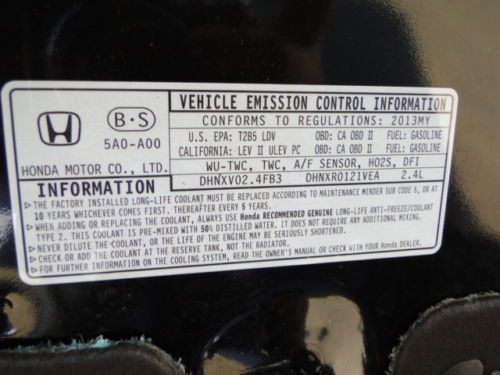 B·S
5A0-A00
HONDA MOTOR CO., LTD.
VEHICLE EMISSION CONTROL INFORMATION
CONFORMS TO REGULATIONS: 2013MY
U.S. EPA: T2B5 LDV OBD: CA OBD II FUEL: GASOLINE
CALIFORNIA: LEV II ULEV PC OBD: CA OBD II FUEL: GASOLINE
WU-TWC, TWC, A/F SENSOR, HO2S, DFI
DHNXV02.4FB3 DHNXR0121VEA 2.4L
INFORMATION
▷THE FACTORY INSTALLED LONG-LIFE COOLANT MUST BE REPLACED ACCORDING TO MAINTENANCE MINDER SUB CODE 5, OR AT
10 YEARS WHICHEVER COMES FIRST. THEREAFTER EVERY 5 YEARS.
▷WHEN ADDING OR REPLACING THE COOLANT, ALWAYS USE Honda RECOMMENDED GENUINE LONG-LIFE ANTI-FREEZE/COOLANT
TYPE 2. THIS COOLANT IS PRE-MIXED WITH 50% DISTILLED WATER. IT DOES NOT REQUIRE ANY ADDITIONAL MIXING.
▷NEVER DILUTE THE COOLANT, OR THE LIFE OF THE ENGINE MAY BE SERIOUSLY SHORTENED.
▷CHECK OR ADD COOLANT AT THE RESERVE TANK, NOT THE RADIATOR.
▷FOR FURTHER INFORMATION ON THE COOLING SYSTEM, READ THE OWNER'S MANUAL OR CHECK WITH YOUR Honda DEALER.